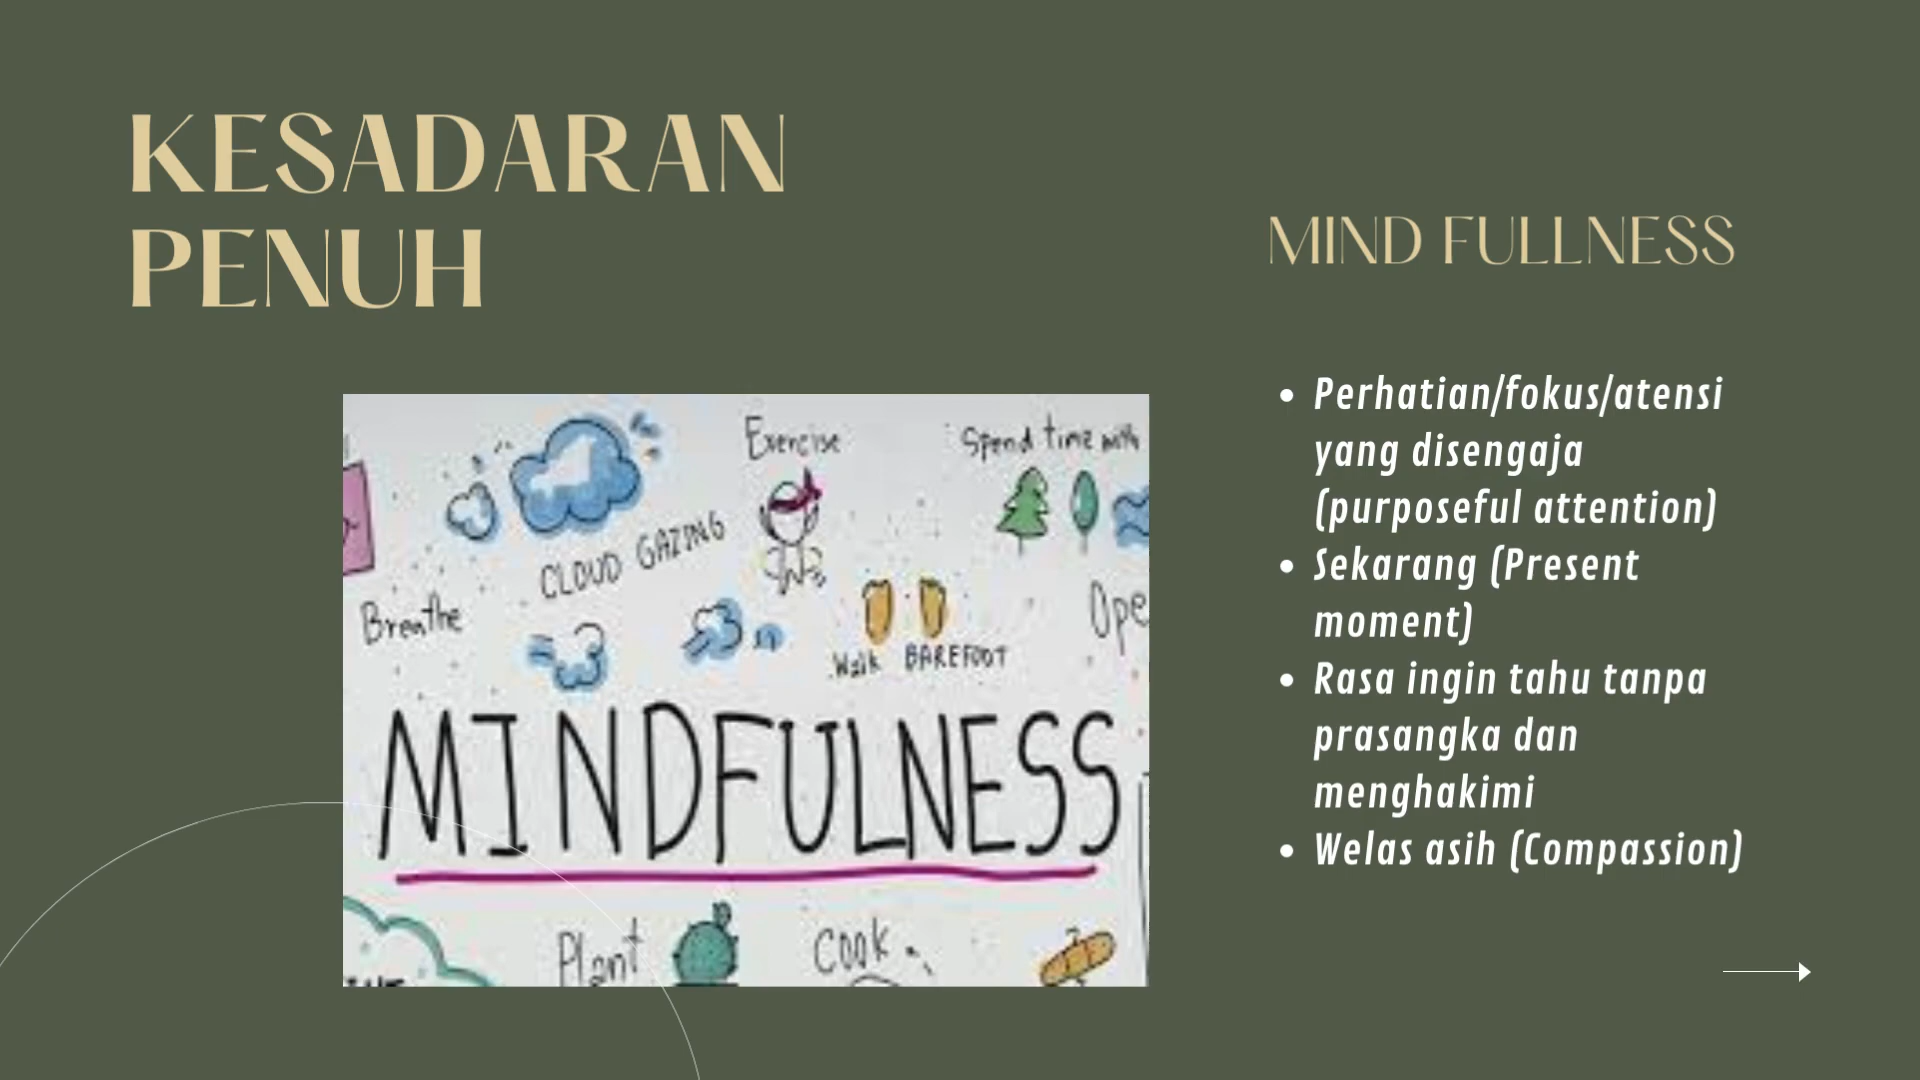 KESADARAN
PENUH
MIND FULLNESS
Exercise
Spend time with
CLOUD GAZING
Breathe
Walk BAREFOOT
MINDFULNESS
Plant
Cook
• Perhatian/fokus/atensi
yang disengaja
(purposeful attention)
• Sekarang (Present
moment)
• Rasa ingin tahu tanpa
prasangka dan
menghakimi
• Welas asih (Compassion)